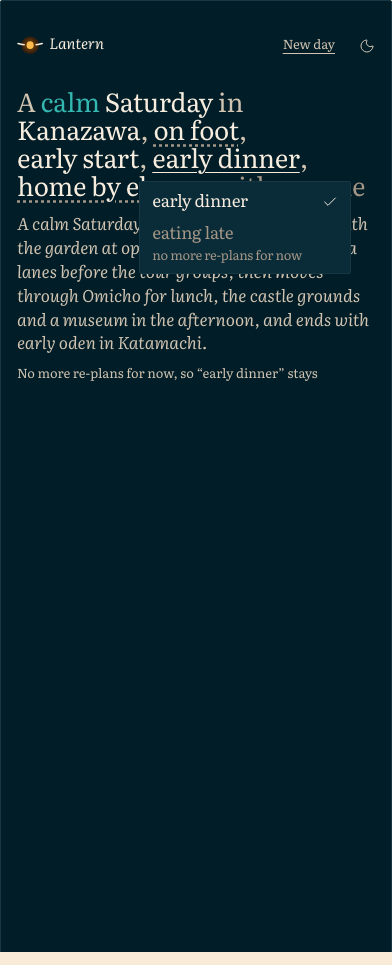 Lantern
New day
A calm Saturday in
Kanazawa, on foot,
early start, early dinner,
home by
early dinner
eating late
no more re-plans for now
A calm Saturday
the garden at
lanes before the tour groups, then moves
through Omicho for lunch, the castle grounds
and a museum in the afternoon, and ends with
early oden in Katamachi.
No more re-plans for now, so “early dinner” stays